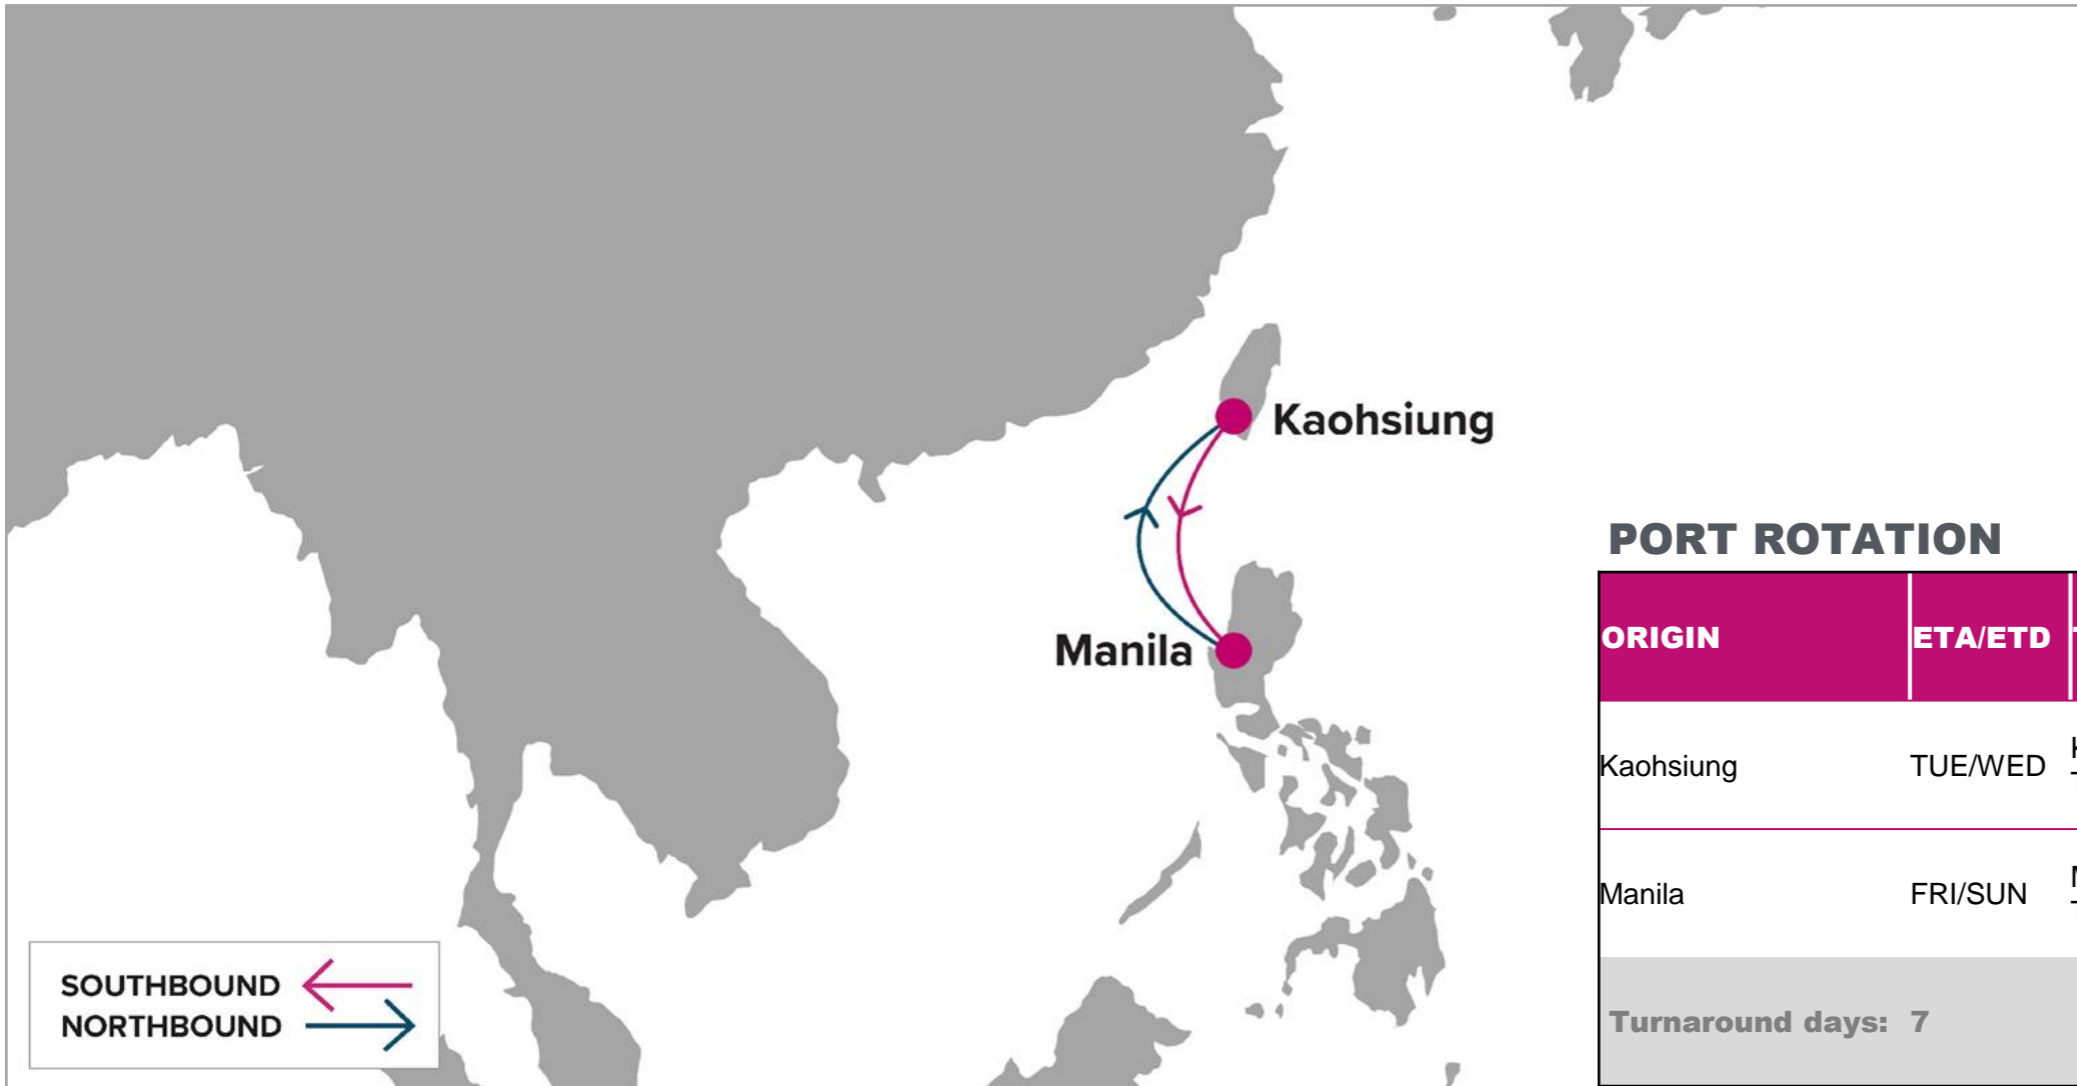 Kaohsiung
Manila
SOUTHBOUND
NORTHBOUND
PORT ROTATION
ORIGIN ETA/ETD
Kaohsiung TUE/WED
Manila FRI/SUN
Turnaround days: 7